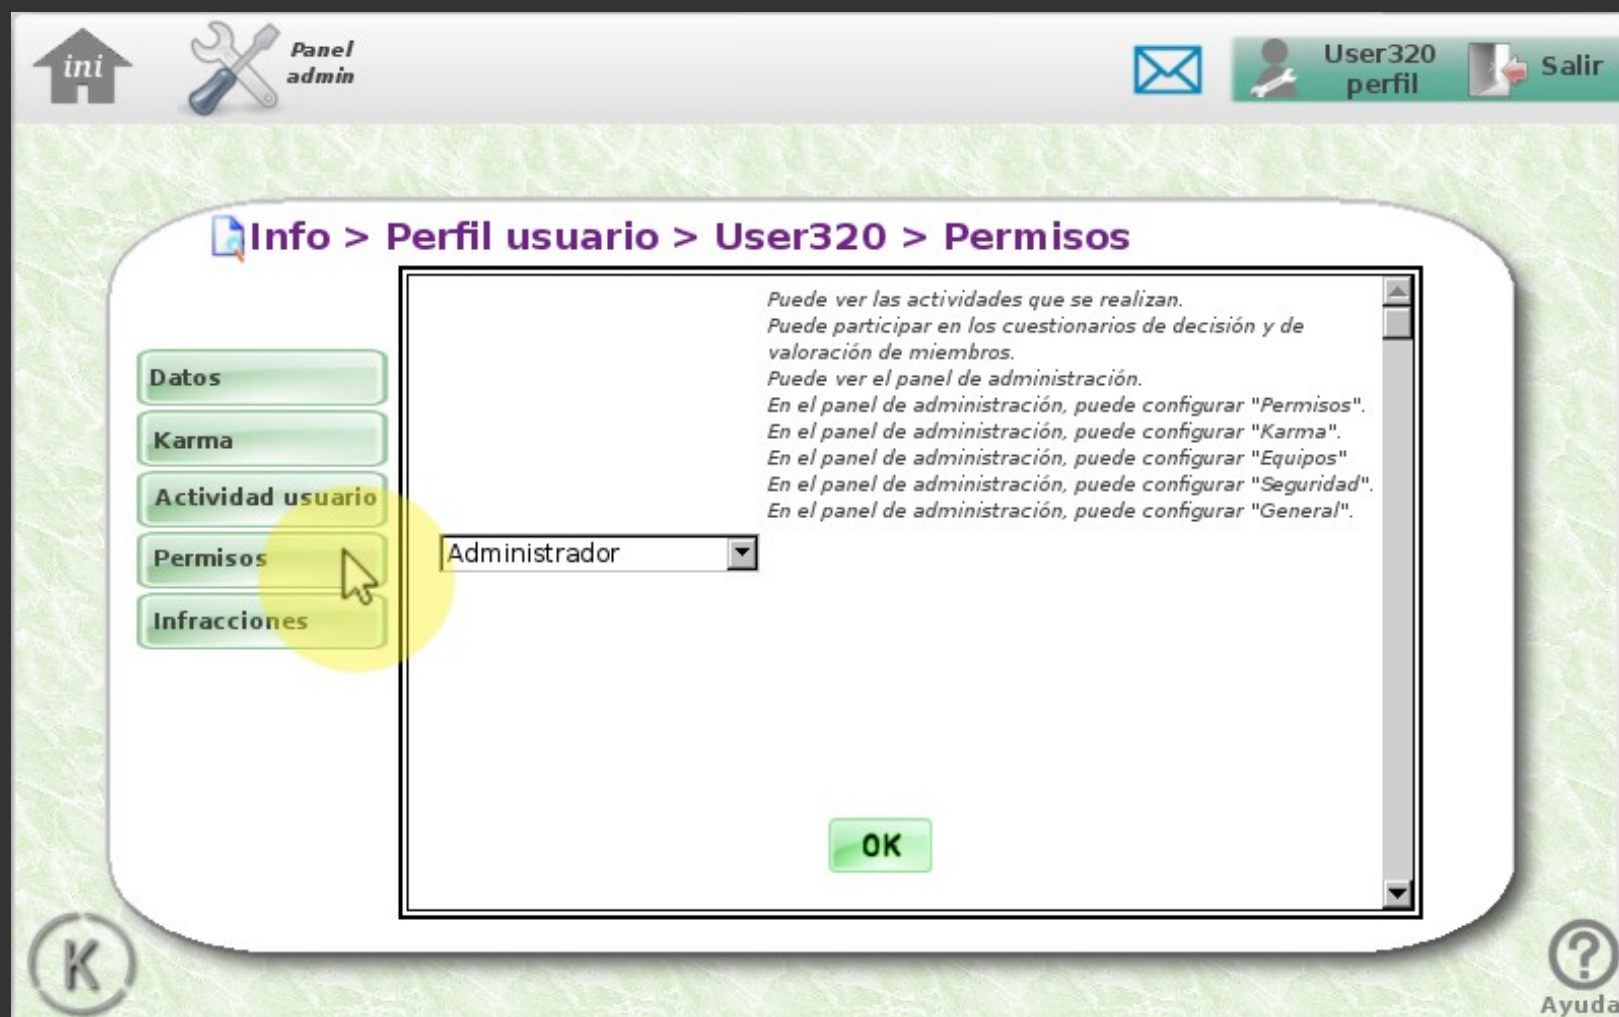 ini
Panel
admin
User320
perfil
Salir
Info > Perfil usuario > User320 > Permisos
Datos
Karma
Actividad usuario
Permisos
Infracciones
Puede ver las actividades que se realizan.
Puede participar en los cuestionarios de decisión y de
valoración de miembros.
Puede ver el panel de administración.
En el panel de administración, puede configurar "Permisos".
En el panel de administración, puede configurar "Karma".
En el panel de administración, puede configurar "Equipos"
En el panel de administración, puede configurar "Seguridad".
En el panel de administración, puede configurar "General".
Administrador
OK
K
?
Ayuda